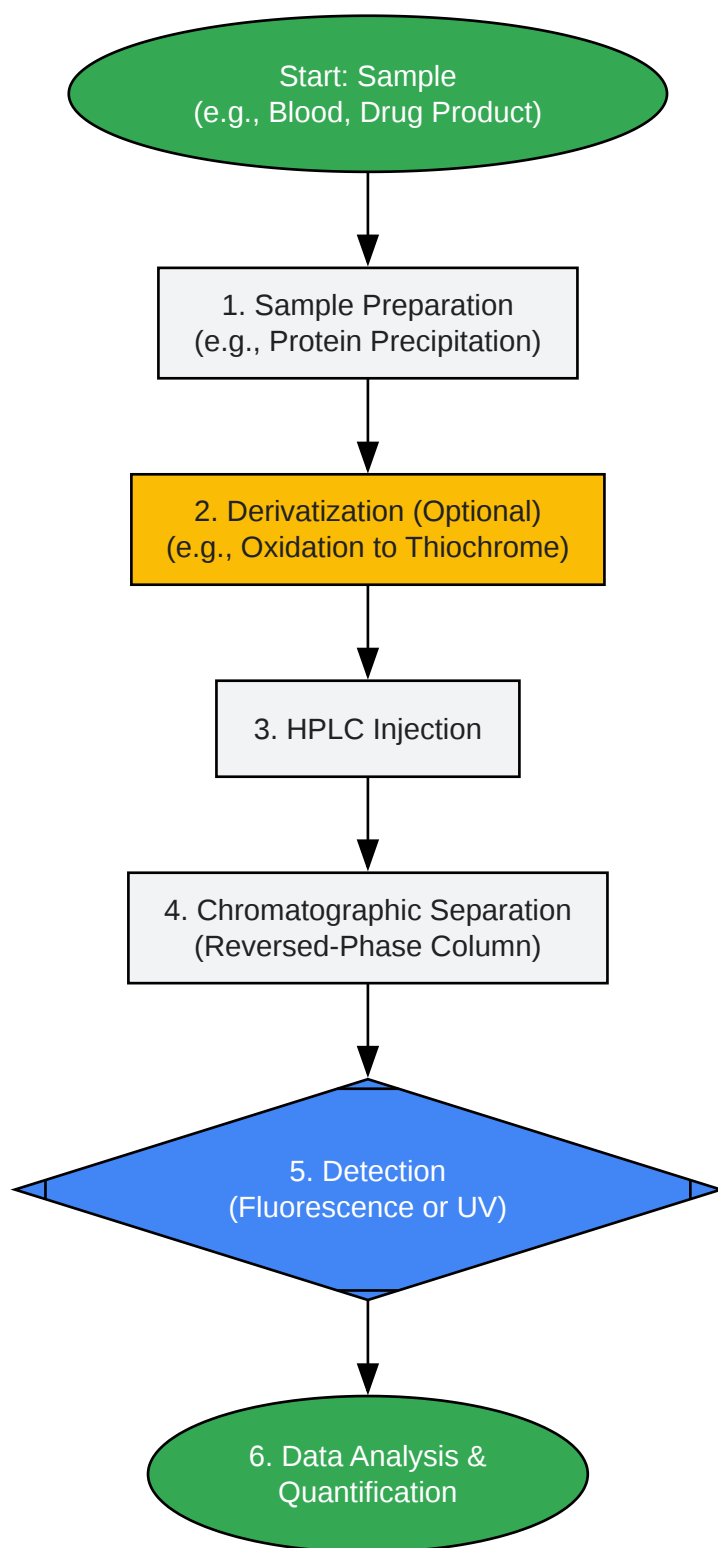 Start: Sample
(e.g., Blood, Drug Product)
1. Sample Preparation
(e.g., Protein Precipitation)
2. Derivatization (Optional)
(e.g., Oxidation to Thiochrome)
3. HPLC Injection
4. Chromatographic Separation
(Reversed-Phase Column)
5. Detection
(Fluorescence or UV)
6. Data Analysis &
Quantification